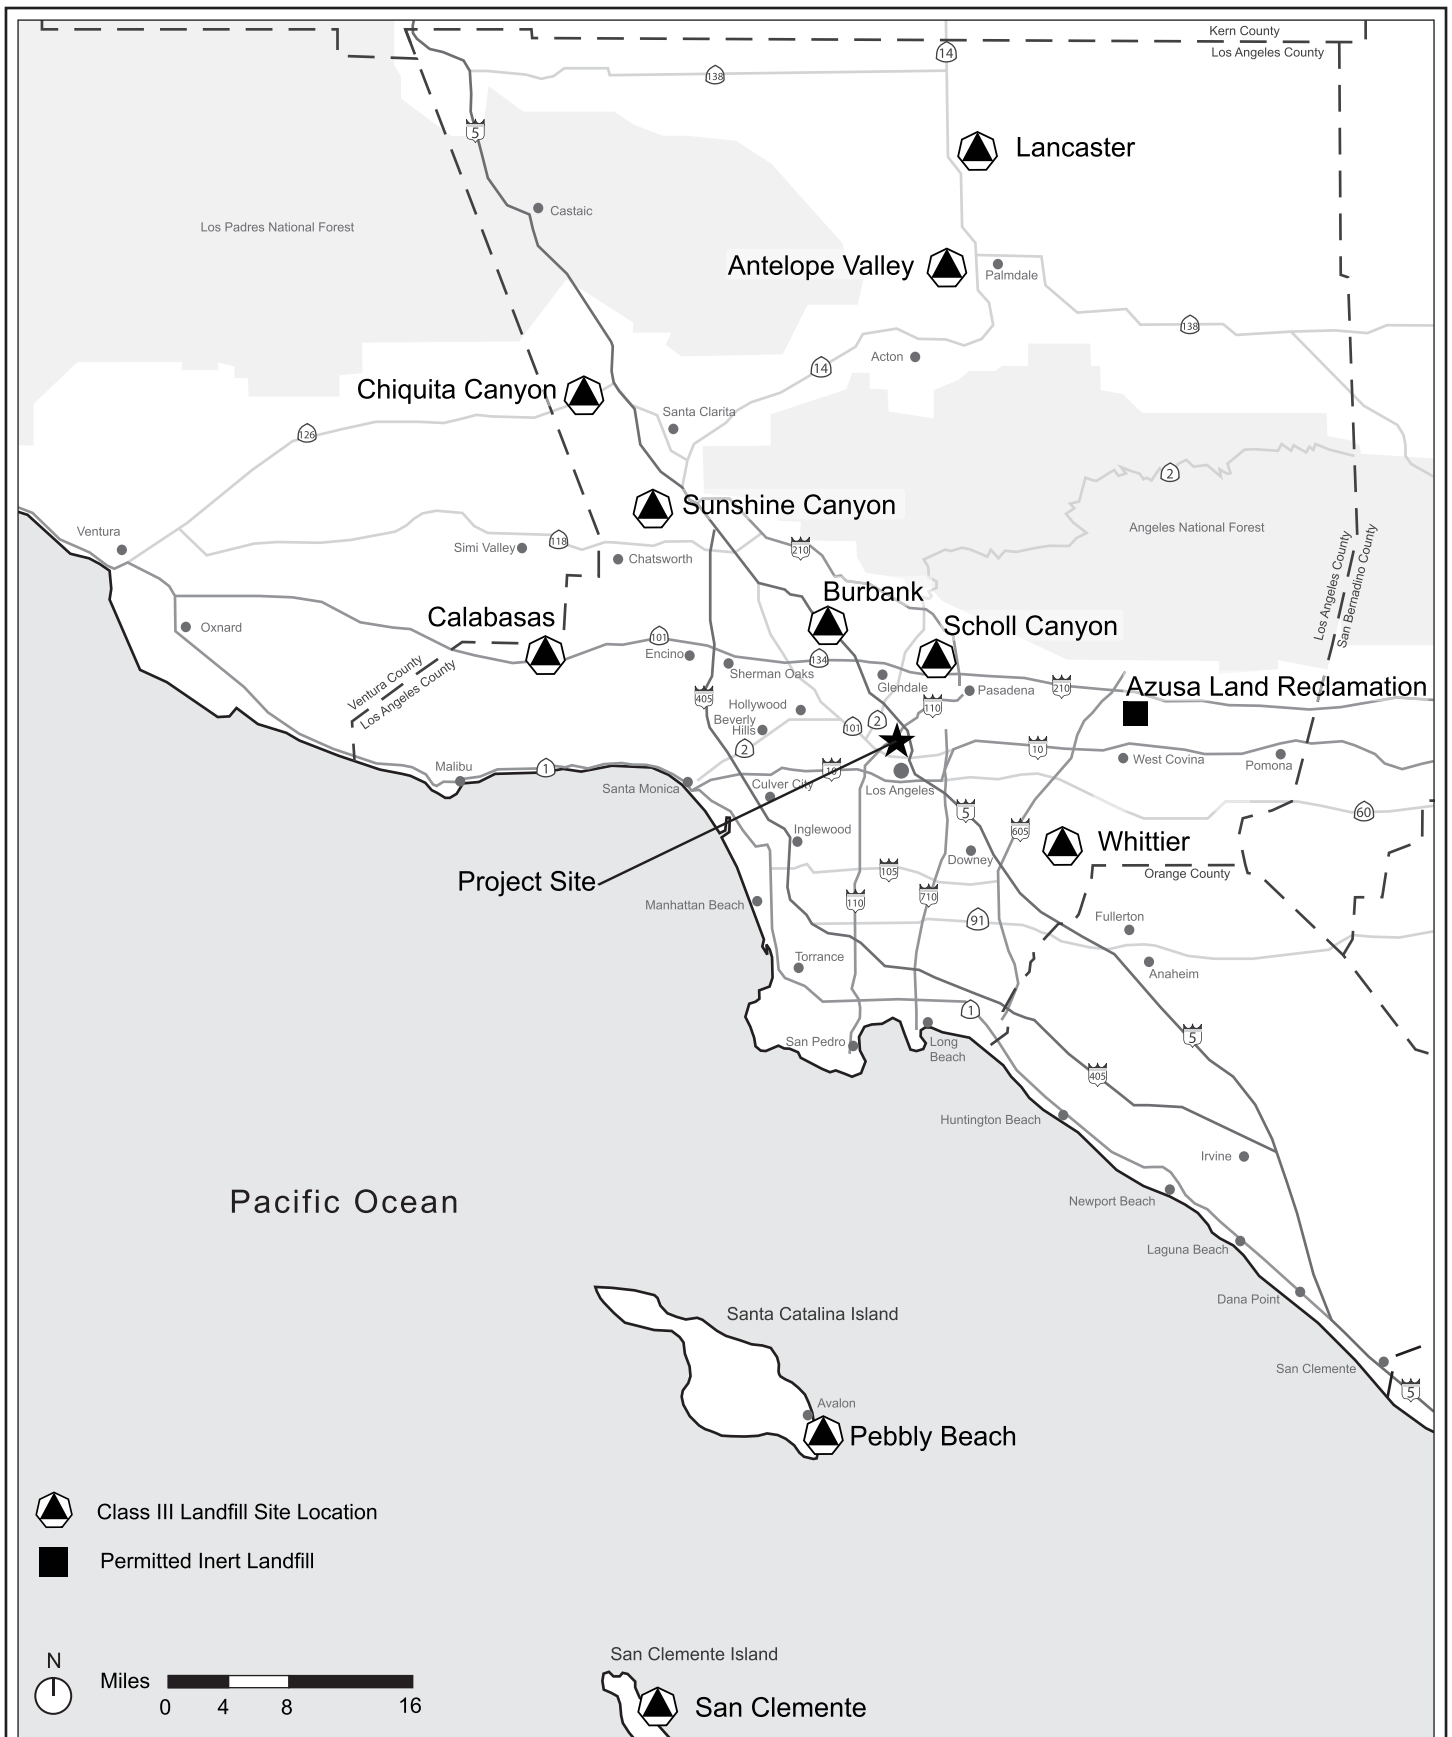 Kern County
Los Angeles County
14
138
5
Lancaster
Castaic
Los Padres National Forest
Antelope Valley
Palmdale
138
Acton
14
Chiquita Canyon
Santa Clarita
126
2
Sunshine Canyon
Angeles National Forest
Ventura
118
Simi Valley
210
Chatsworth
Los Angeles County
San Bernadino County
Burbank
Calabasas
Scholl Canyon
Oxnard
101
Encino
134
Sherman Oaks
Ventura County
Los Angeles County
Glendale
Pasadena
210
Azusa Land Reclamation
405
Hollywood
110
Beverly
Hills
101
2
2
10
West Covina
Pomona
Malibu
1
10
Santa Monica
Culver City
Los Angeles
5
60
Inglewood
605
Whittier
Downey
105
Orange County
Project Site
Manhattan Beach
110
710
91
Fullerton
Torrance
Anaheim
1
San Pedro
Long
Beach
5
405
Huntington Beach
Irvine
Pacific Ocean
Newport Beach
Laguna Beach
Dana Point
Santa Catalina Island
San Clemente
5
Avalon
Pebbly Beach
Class III Landfill Site Location
Permitted Inert Landfill
San Clemente Island
N
Miles
0 4 8 16
San Clemente